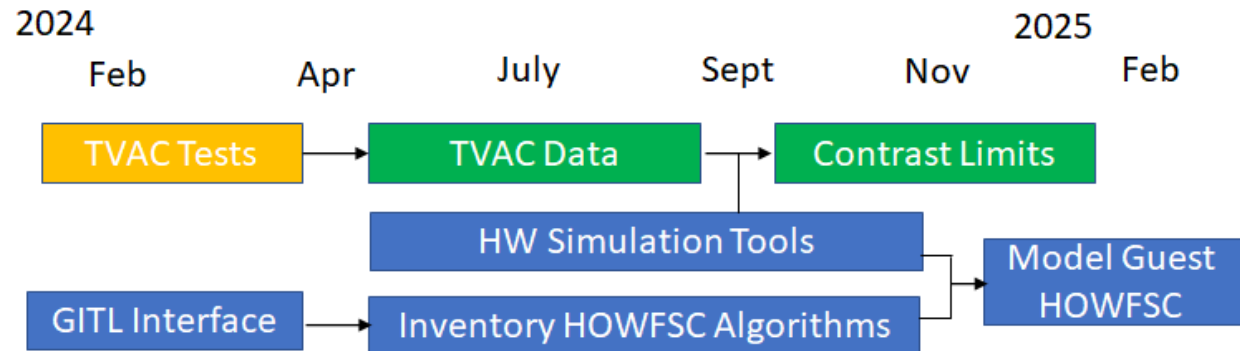 2024 2025
Feb Apr July Sept Nov Feb
TVAC Tests TVAC Data Contrast Limits
HW Simulation Tools
Model Guest
HOWFSC
GITL Interface Inventory HOWFSC Algorithms